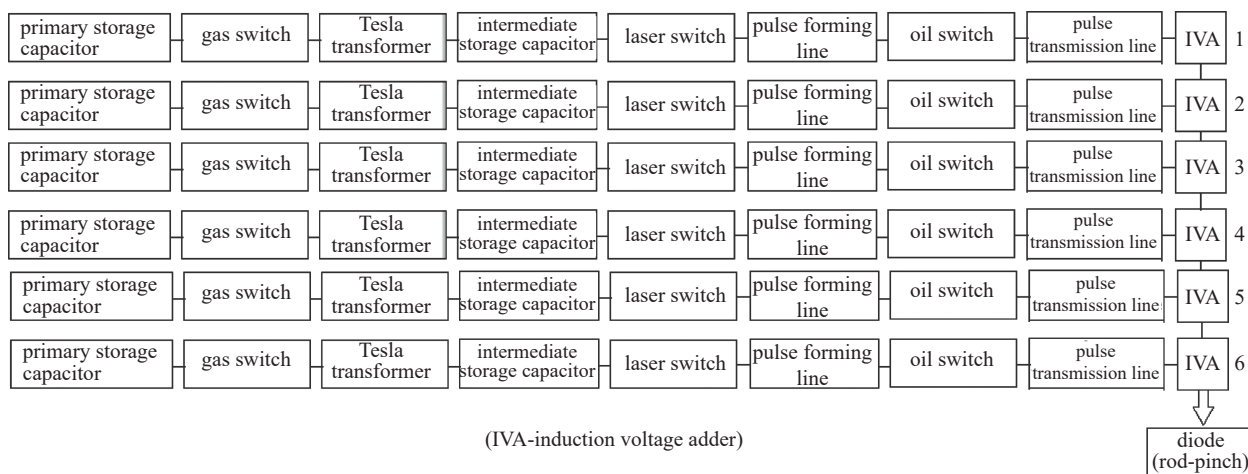 primary storage
capacitor
gas switch
Tesla
transformer
intermediate
storage capacitor
laser switch
pulse forming
line
oil switch
pulse
transmission line
IVA
1
primary storage
capacitor
gas switch
Tesla
transformer
intermediate
storage capacitor
laser switch
pulse forming
line
oil switch
pulse
transmission line
IVA
2
primary storage
capacitor
gas switch
Tesla
transformer
intermediate
storage capacitor
laser switch
pulse forming
line
oil switch
pulse
transmission line
IVA
3
primary storage
capacitor
gas switch
Tesla
transformer
intermediate
storage capacitor
laser switch
pulse forming
line
oil switch
pulse
transmission line
IVA
4
primary storage
capacitor
gas switch
Tesla
transformer
intermediate
storage capacitor
laser switch
pulse forming
line
oil switch
pulse
transmission line
IVA
5
primary storage
capacitor
gas switch
Tesla
transformer
intermediate
storage capacitor
laser switch
pulse forming
line
oil switch
pulse
transmission line
IVA
6
(IVA-induction voltage adder)
diode
(rod-pinch)